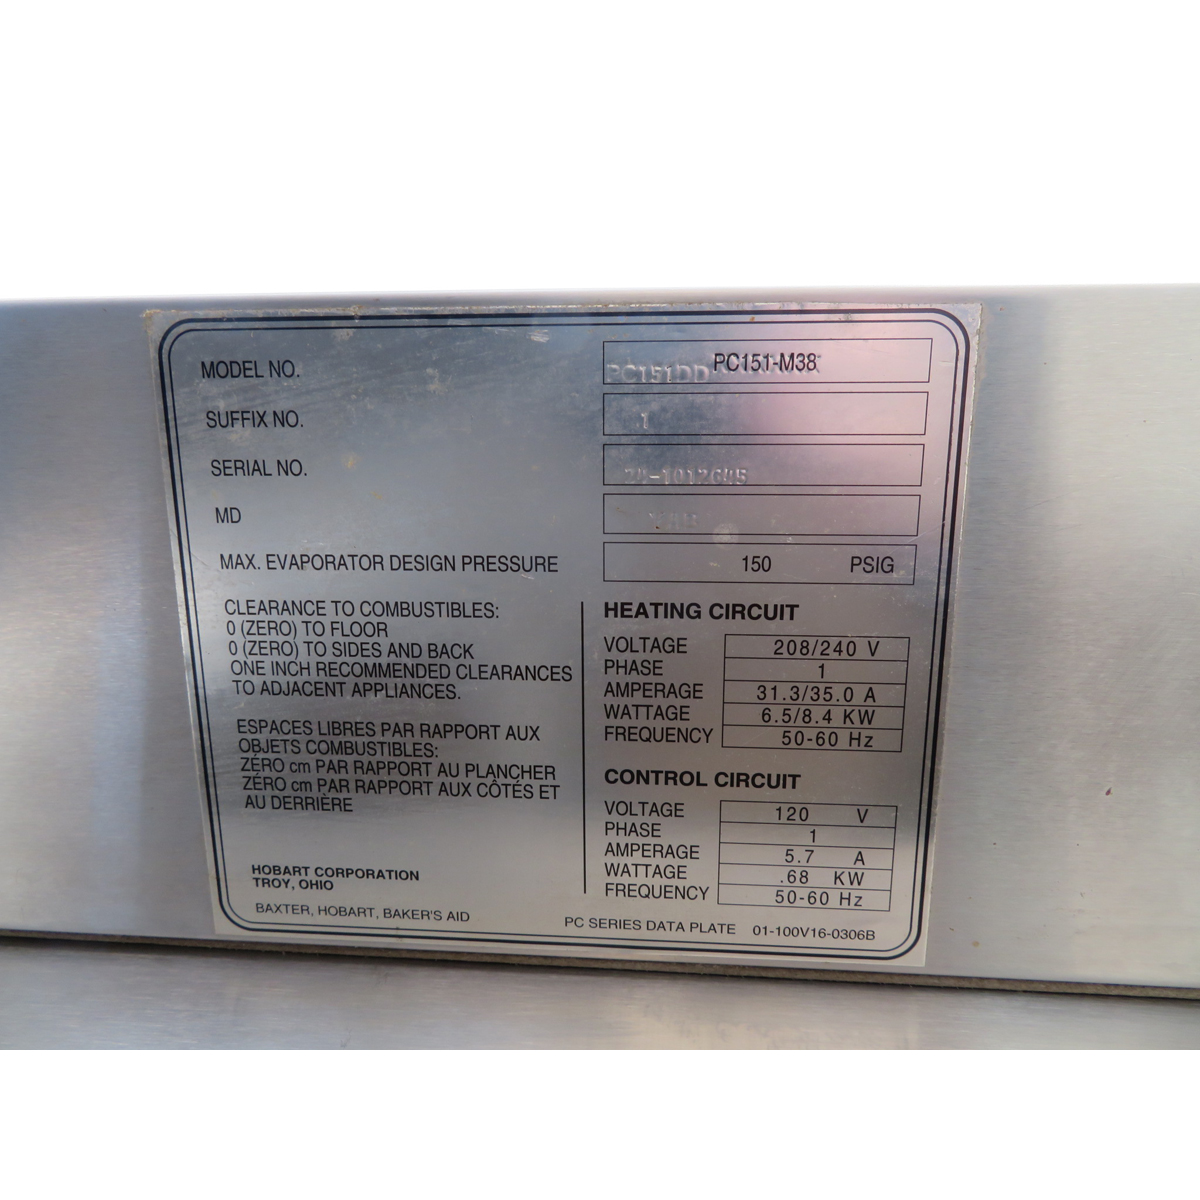 MODEL NO. PC151DD PC151-M38
SUFFIX NO. 1
SERIAL NO. 24-1012645
MD
MAX. EVAPORATOR DESIGN PRESSURE 150 PSIG
CLEARANCE TO COMBUSTIBLES:
0 (ZERO) TO FLOOR
0 (ZERO) TO SIDES AND BACK
ONE INCH RECOMMENDED CLEARANCES
TO ADJACENT APPLIANCES.
ESPACES LIBRES PAR RAPPORT AUX
OBJETS COMBUSTIBLES:
ZÉRO cm PAR RAPPORT AU PLANCHER
ZÉRO cm PAR RAPPORT AUX CÔTÉS ET
AU DERRIÈRE
HOBART CORPORATION
TROY, OHIO
BAXTER, HOBART, BAKER'S AID
HEATING CIRCUIT
VOLTAGE 208/240 V
PHASE 1
AMPERAGE 31.3/35.0 A
WATTAGE 6.5/8.4 KW
FREQUENCY 50-60 Hz
CONTROL CIRCUIT
VOLTAGE 120 V
PHASE 1
AMPERAGE 5.7 A
WATTAGE .68 KW
FREQUENCY 50-60 Hz
PC SERIES DATA PLATE 01-100V16-0306B